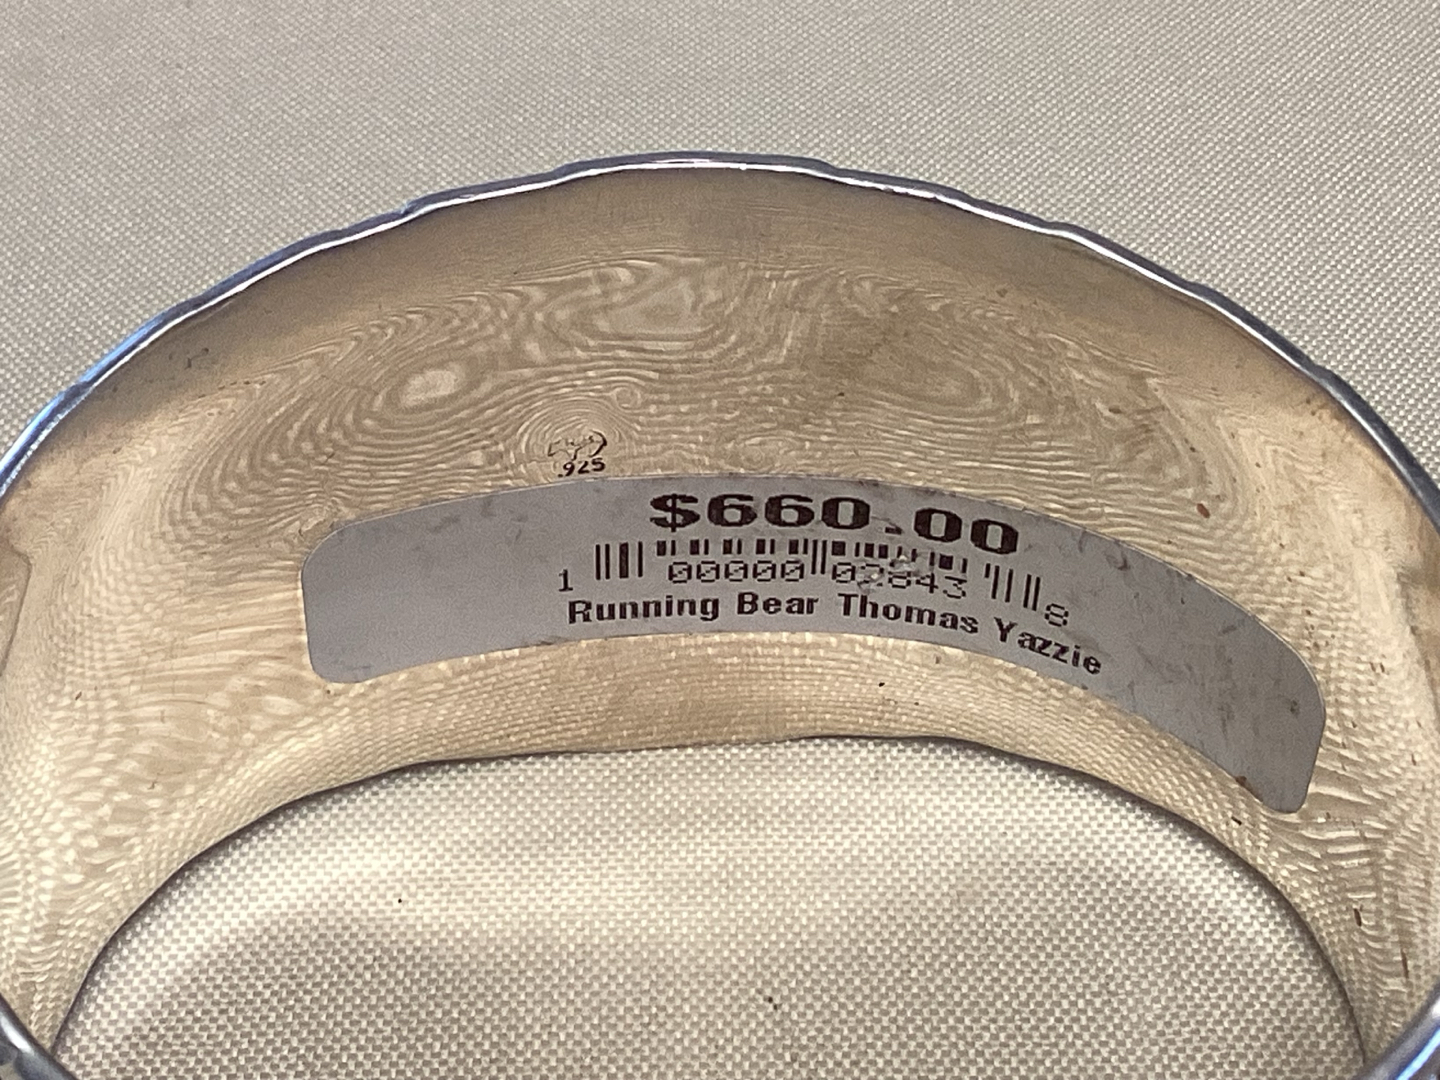 .925
$660.00
1 00000 02843 8
Running Bear Thomas Yazzie